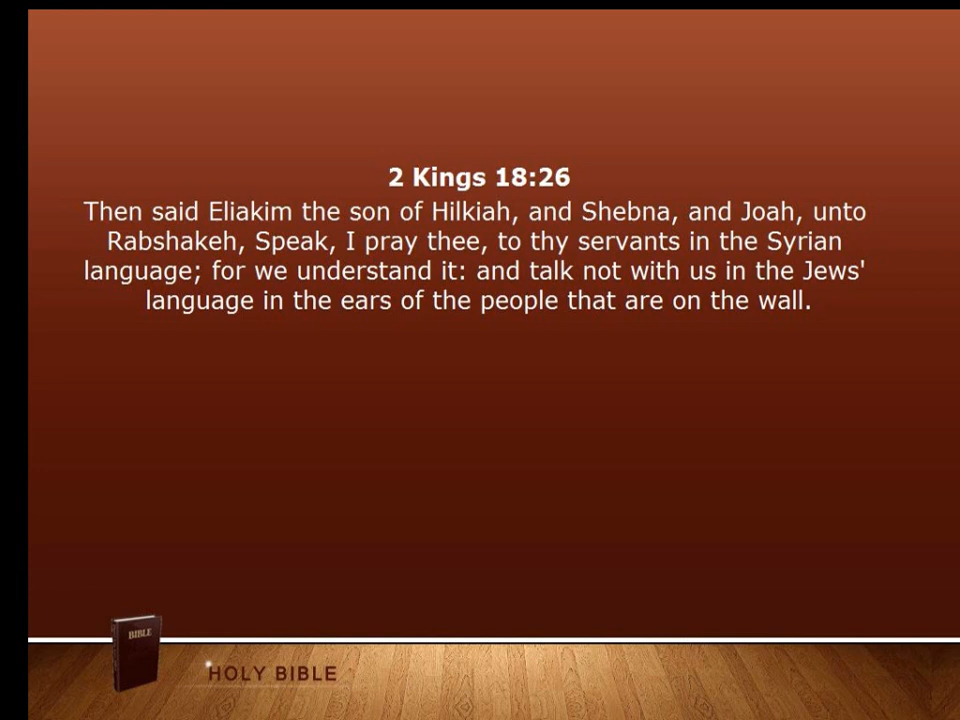 2 Kings 18:26
Then said Eliakim the son of Hilkiah, and Shebna, and Joah, unto
Rabshakeh, Speak, I pray thee, to thy servants in the Syrian
language; for we understand it: and talk not with us in the Jews'
language in the ears of the people that are on the wall.
BIBLE
HOLY BIBLE